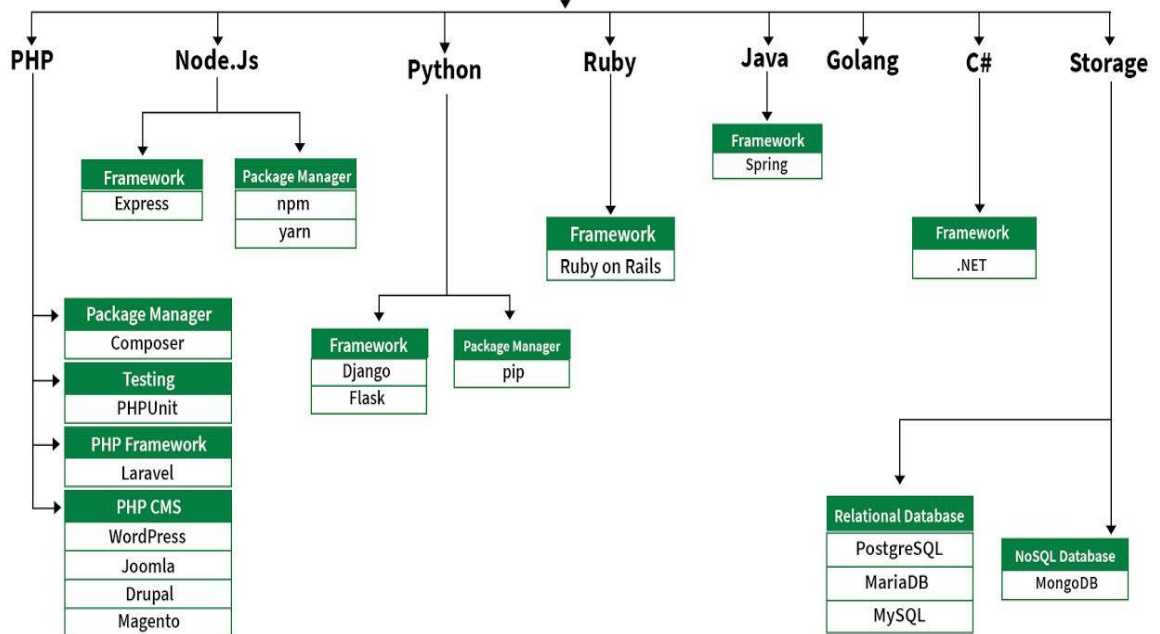 PHP
Node.Js
Python
Ruby
Java
Golang
C#
Storage
Framework
Express
Package Manager
npm
yarn
Framework
Spring
Framework
Ruby on Rails
Framework
.NET
Package Manager
Composer
Testing
PHPUnit
PHP Framework
Laravel
PHP CMS
WordPress
Joomla
Drupal
Magento
Framework
Django
Flask
Package Manager
pip
Relational Database
PostgreSQL
MariaDB
MySQL
NoSQL Database
MongoDB